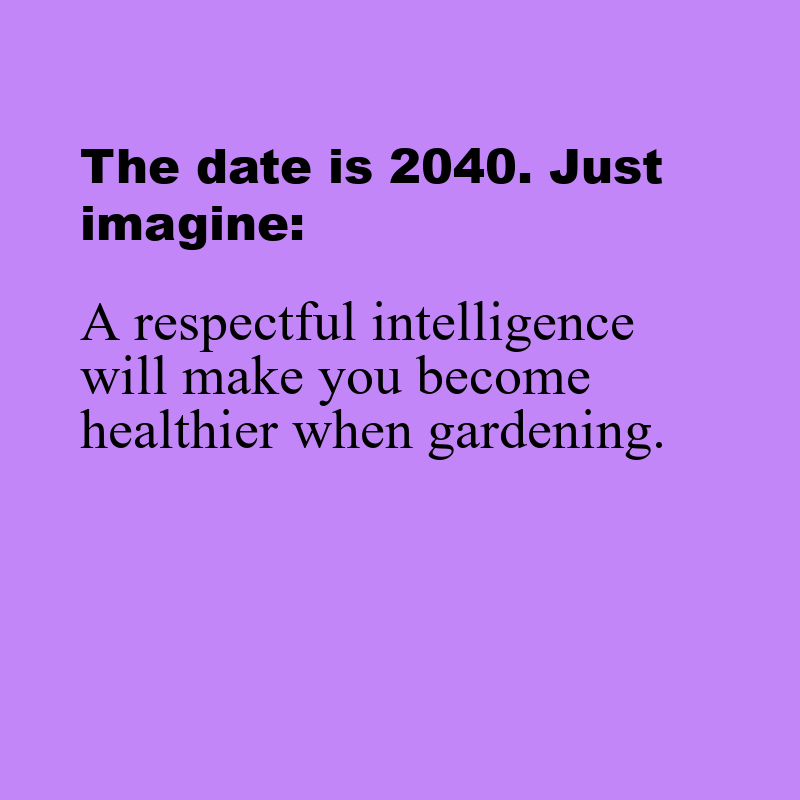 The date is 2040. Just
imagine:
A respectful intelligence
will make you become
healthier when gardening.